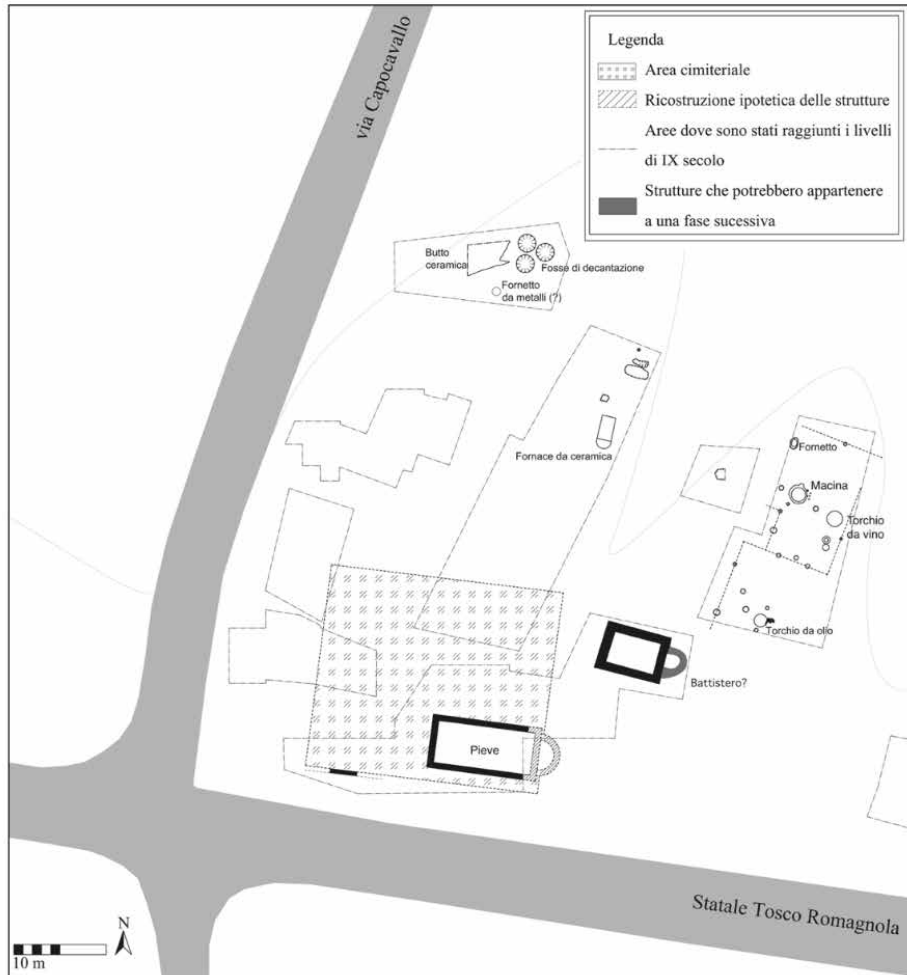 Legenda
Area cimiteriale
Ricostruzione ipotetica delle strutture
Aree dove sono stati raggiunti i livelli
di IX secolo
Strutture che potrebbero appartenere
a una fase sucessiva
via Capocavallo
Butto
ceramica
Fosse di decantazione
Fornetto
da metalli (?)
Fornace da ceramica
Fornetto
Macina
Torchio
da vino
Torchio da olio
Battistero?
Pieve
Statale Tosco Romagnola
N
10 m